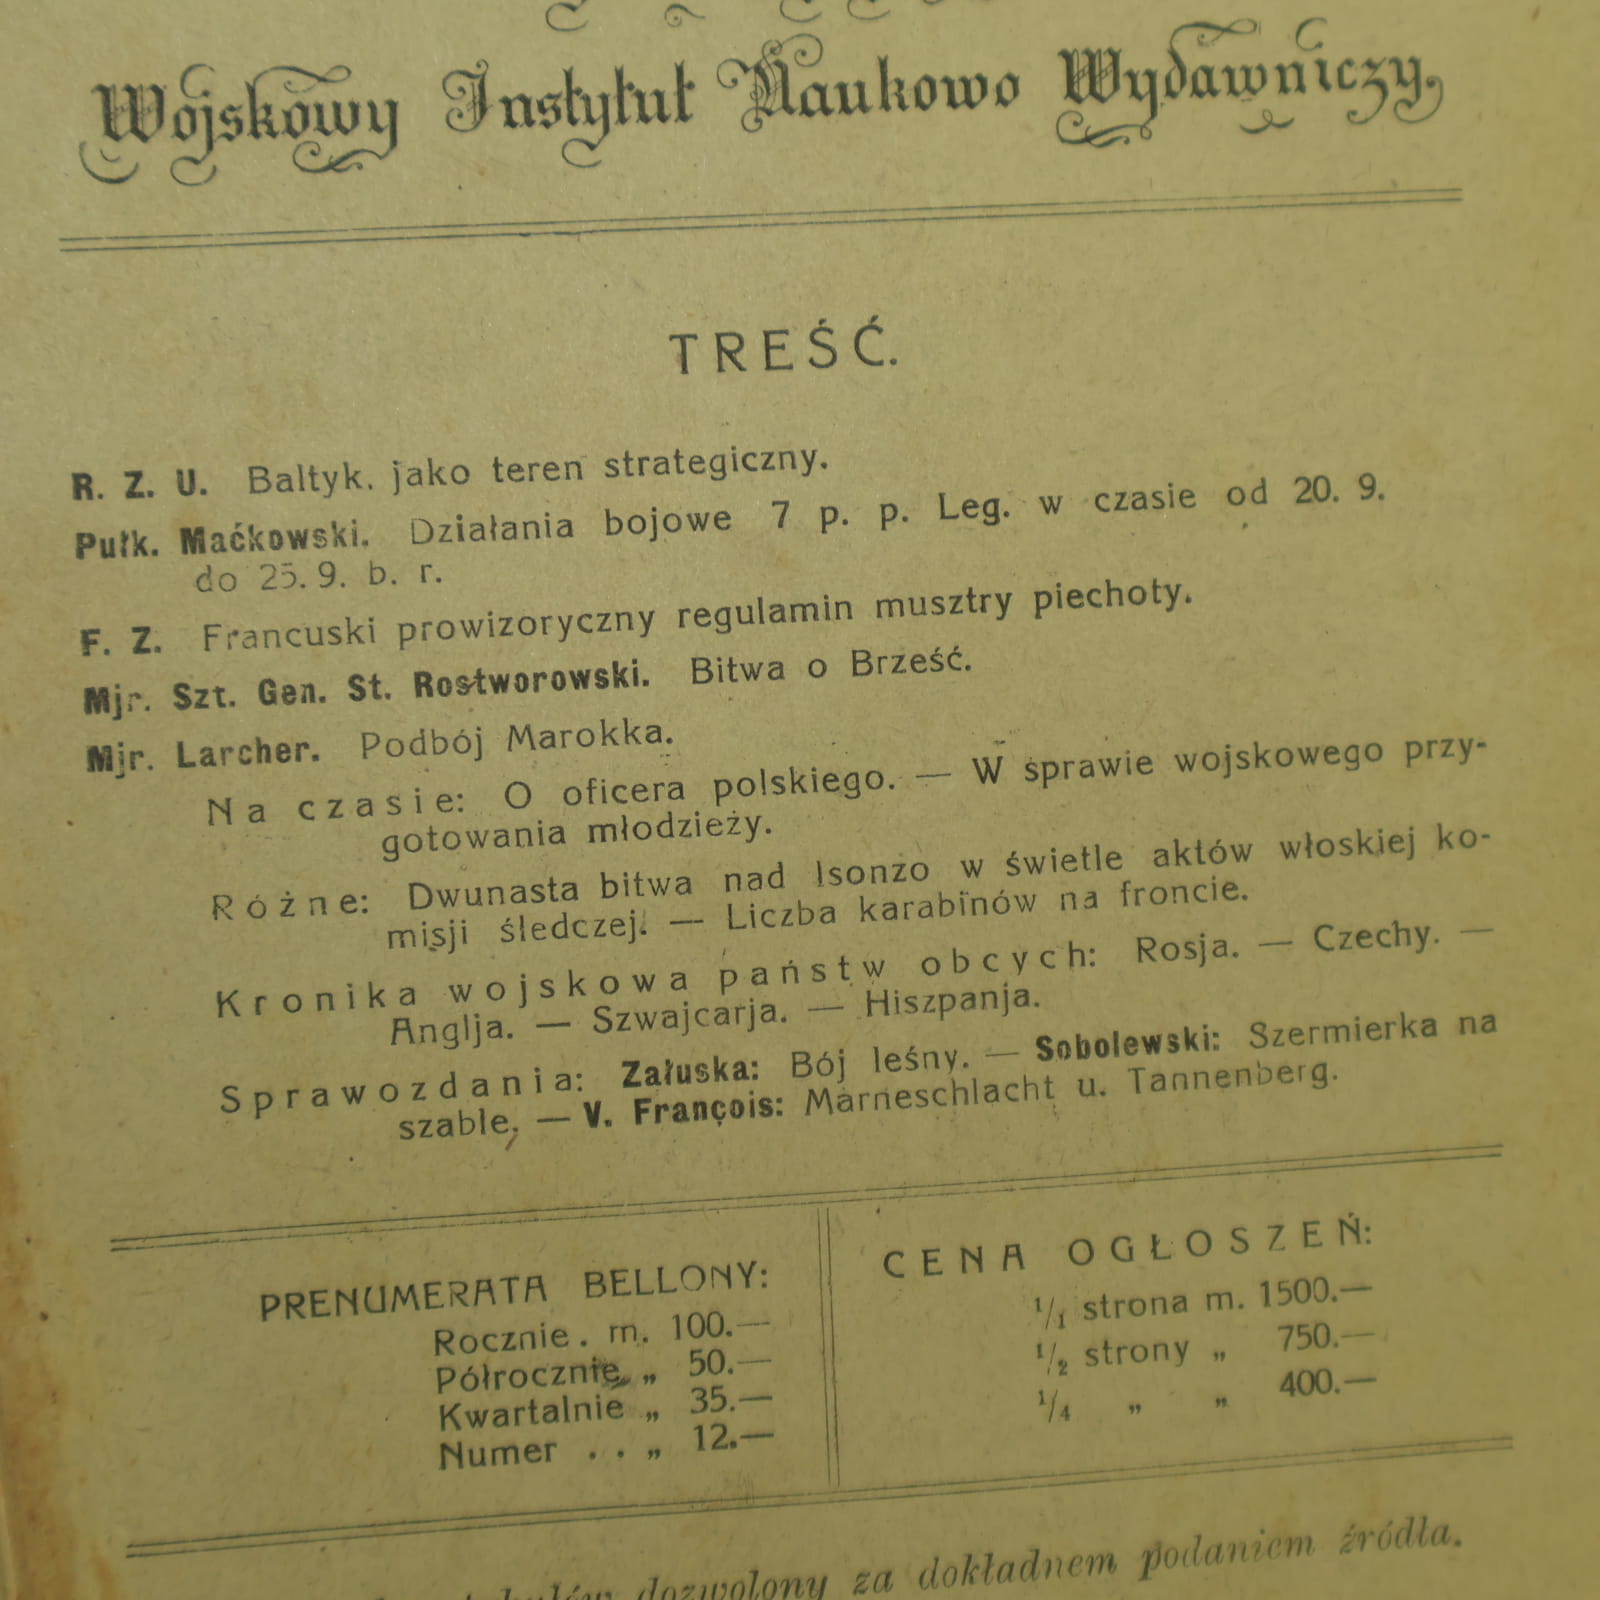 Wojskowy Instytut Naukowo Wydawniczy.
TREŚĆ.
R. Z. U. Bałtyk. jako teren strategiczny.
Pułk. Maćkowski. Działania bojowe 7 p. p. Leg. w czasie od 20. 9.
do 25. 9. b. r.
F. Z. Francuski prowizoryczny regulamin musztry piechoty.
Mjr. Szt. Gen. St. Rostworowski. Bitwa o Brześć.
Mjr. Larcher. Podbój Marokka.
Na czasie: O oficera polskiego. — W sprawie wojskowego przy-
gotowania młodzieży.
Różne: Dwunasta bitwa nad Isonzo w świetle aktów włoskiej ko-
misji śledczej. — Liczba karabinów na froncie.
Kronika wojskowa państw obcych: Rosja. — Czechy. —
Anglja. — Szwajcarja. — Hiszpanja.
Sprawozdania: Załuska: Bój leśny. — Sobolewski: Szermierka na
szable. — V. François: Marneschlacht u. Tannenberg.
PRENUMERATA BELLONY:
Rocznie. m. 100.—
Półrocznie „ 50.—
Kwartalnie „ 35.—
Numer . . „ 12.—
CENA OGŁOSZEŃ:
1/1 strona m. 1500.—
1/2 strony „ 750.—
1/4 „ „ 400.—
dozwolony za dokładnem podaniem źródła.